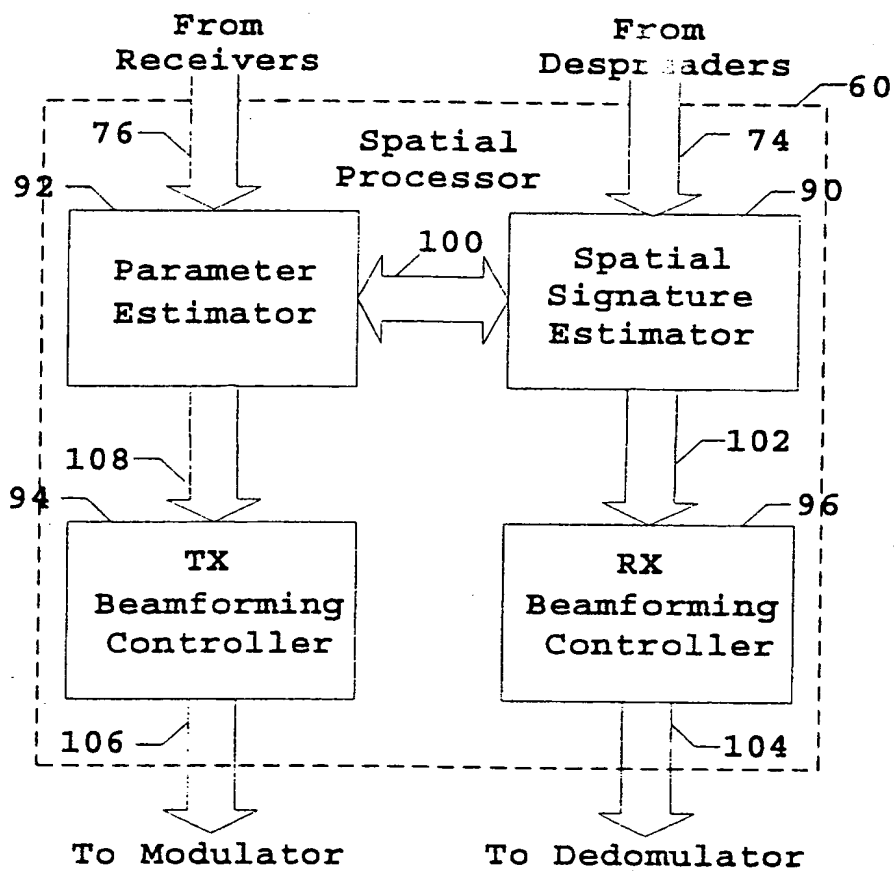 From
Receivers
From
Despreaders
60
76
Spatial
Processor
74
92
90
Parameter
Estimator
100
Spatial
Signature
Estimator
108
102
94
96
TX
Beamforming
Controller
RX
Beamforming
Controller
106
104
To Modulator
To Dedomulator